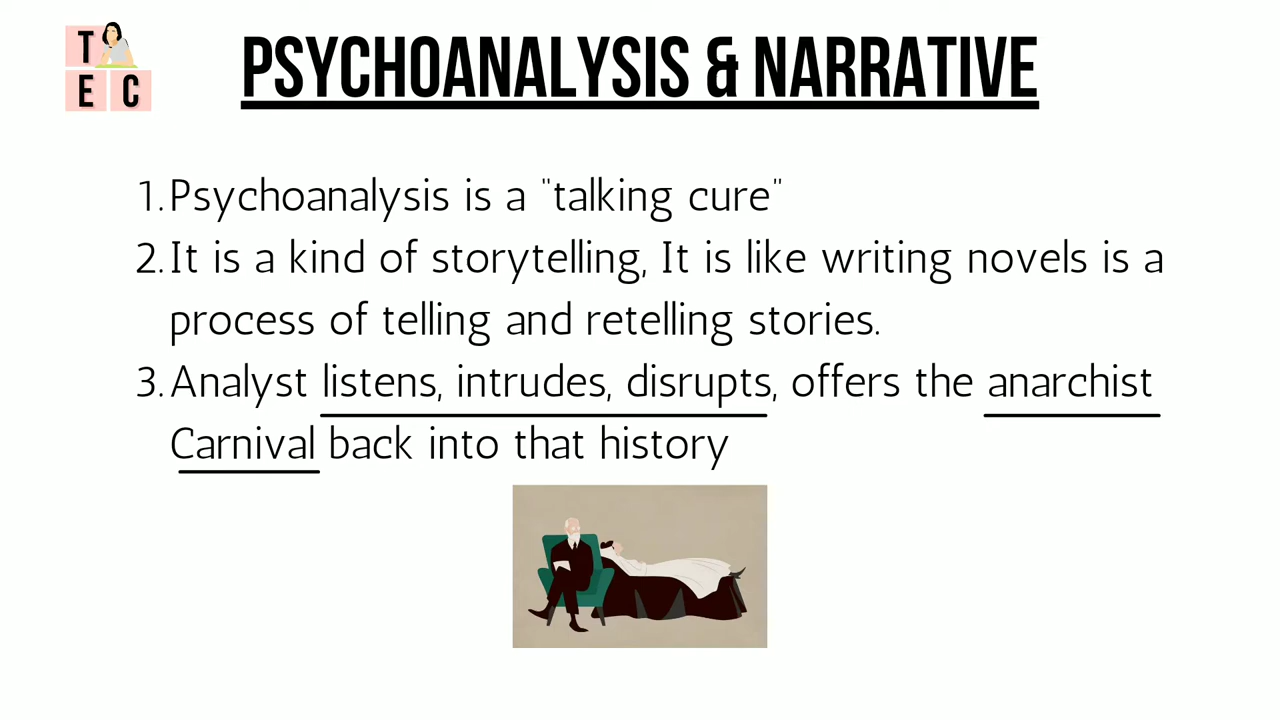 T
E C
PSYCHOANALYSIS & NARRATIVE
1. Psychoanalysis is a "talking cure"
2. It is a kind of storytelling, It is like writing novels is a
process of telling and retelling stories.
3. Analyst listens, intrudes, disrupts, offers the anarchist
Carnival back into that history